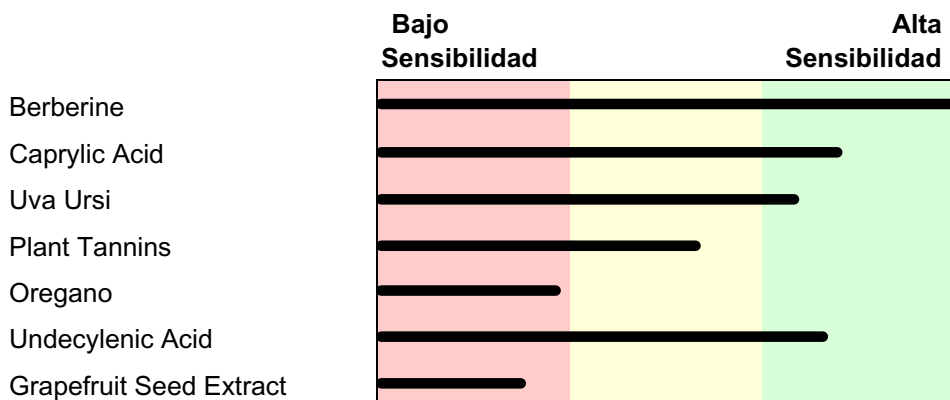 Bajo Alta
Sensibilidad Sensibilidad
Berberine
Caprylic Acid
Uva Ursi
Plant Tannins
Oregano
Undecylenic Acid
Grapefruit Seed Extract